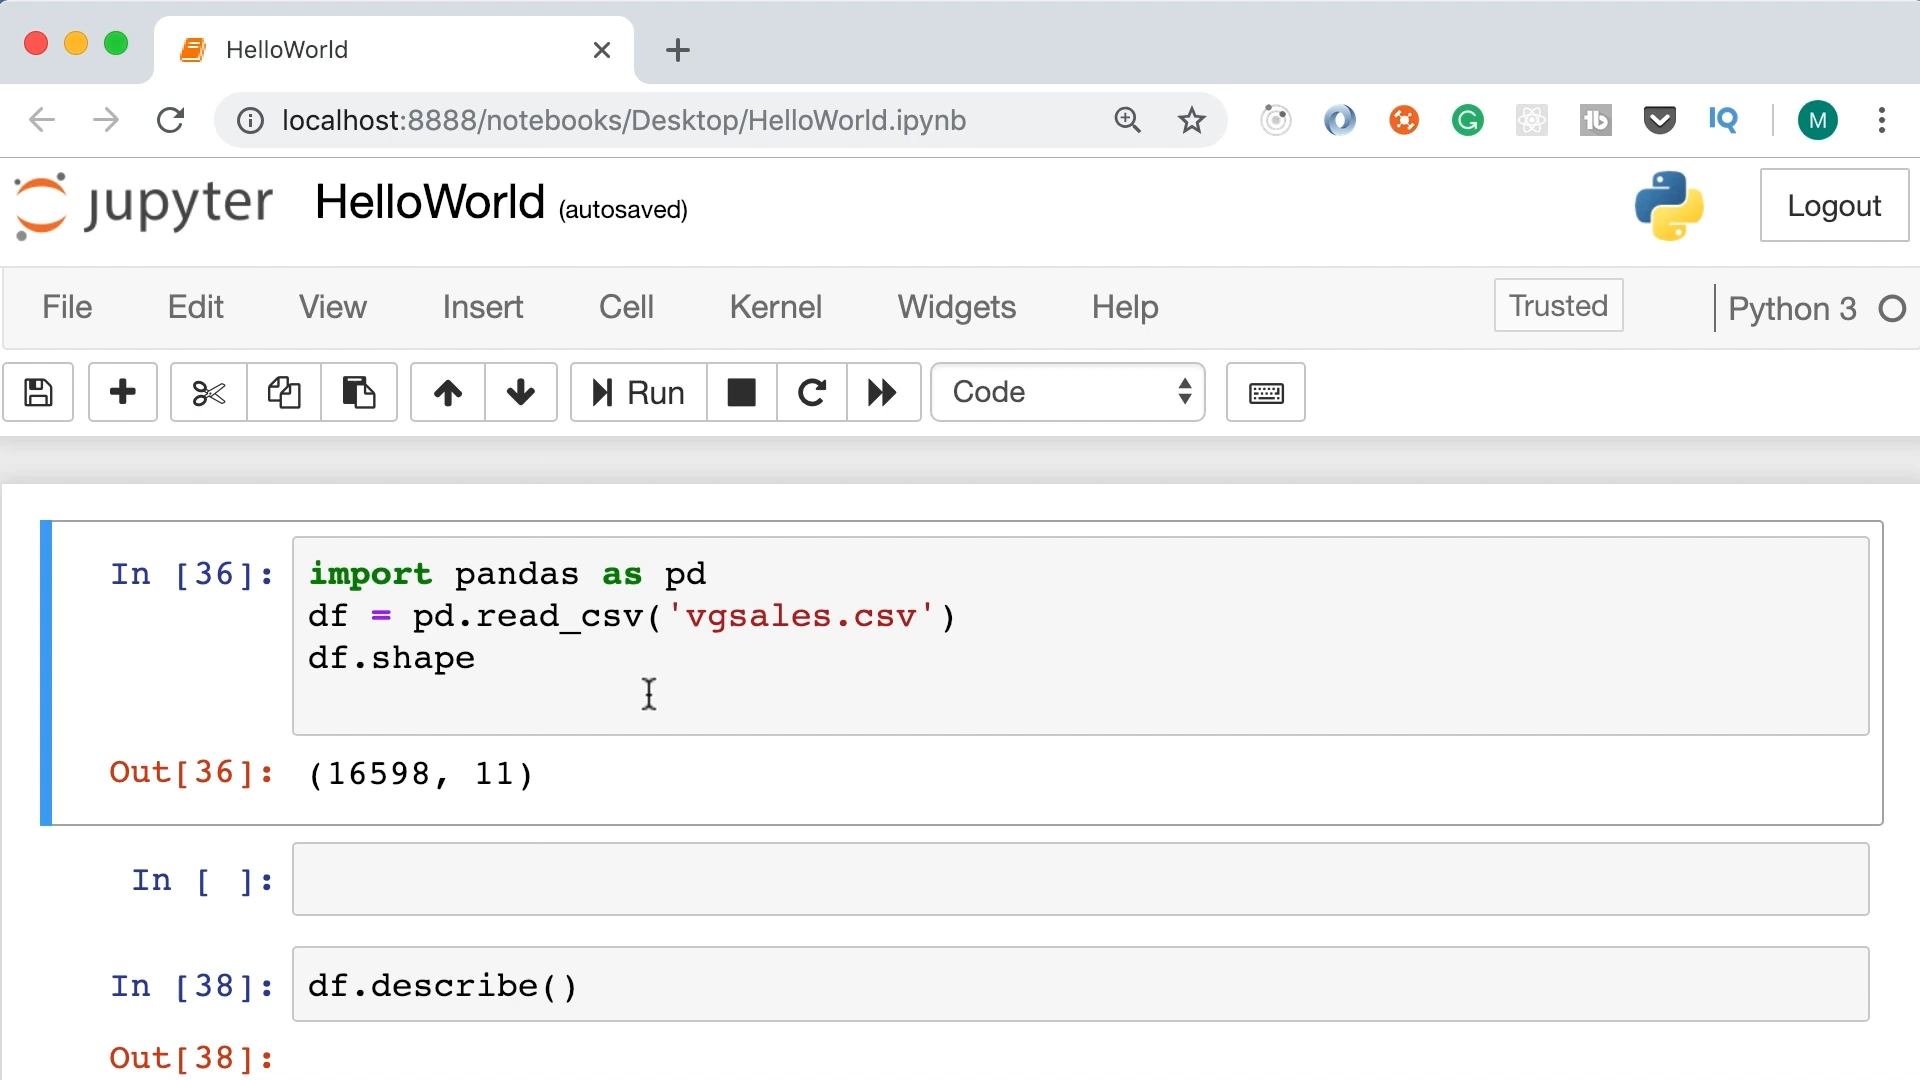 HelloWorld
localhost:8888/notebooks/Desktop/HelloWorld.ipynb
G
tb
IQ
M
jupyter HelloWorld (autosaved)
Logout
File Edit View Insert Cell Kernel Widgets Help Trusted Python 3
Run Code
In [36]: import pandas as pd
df = pd.read_csv('vgsales.csv')
df.shape
Out[36]: (16598, 11)
In [ ]:
In [38]: df.describe()
Out[38]: